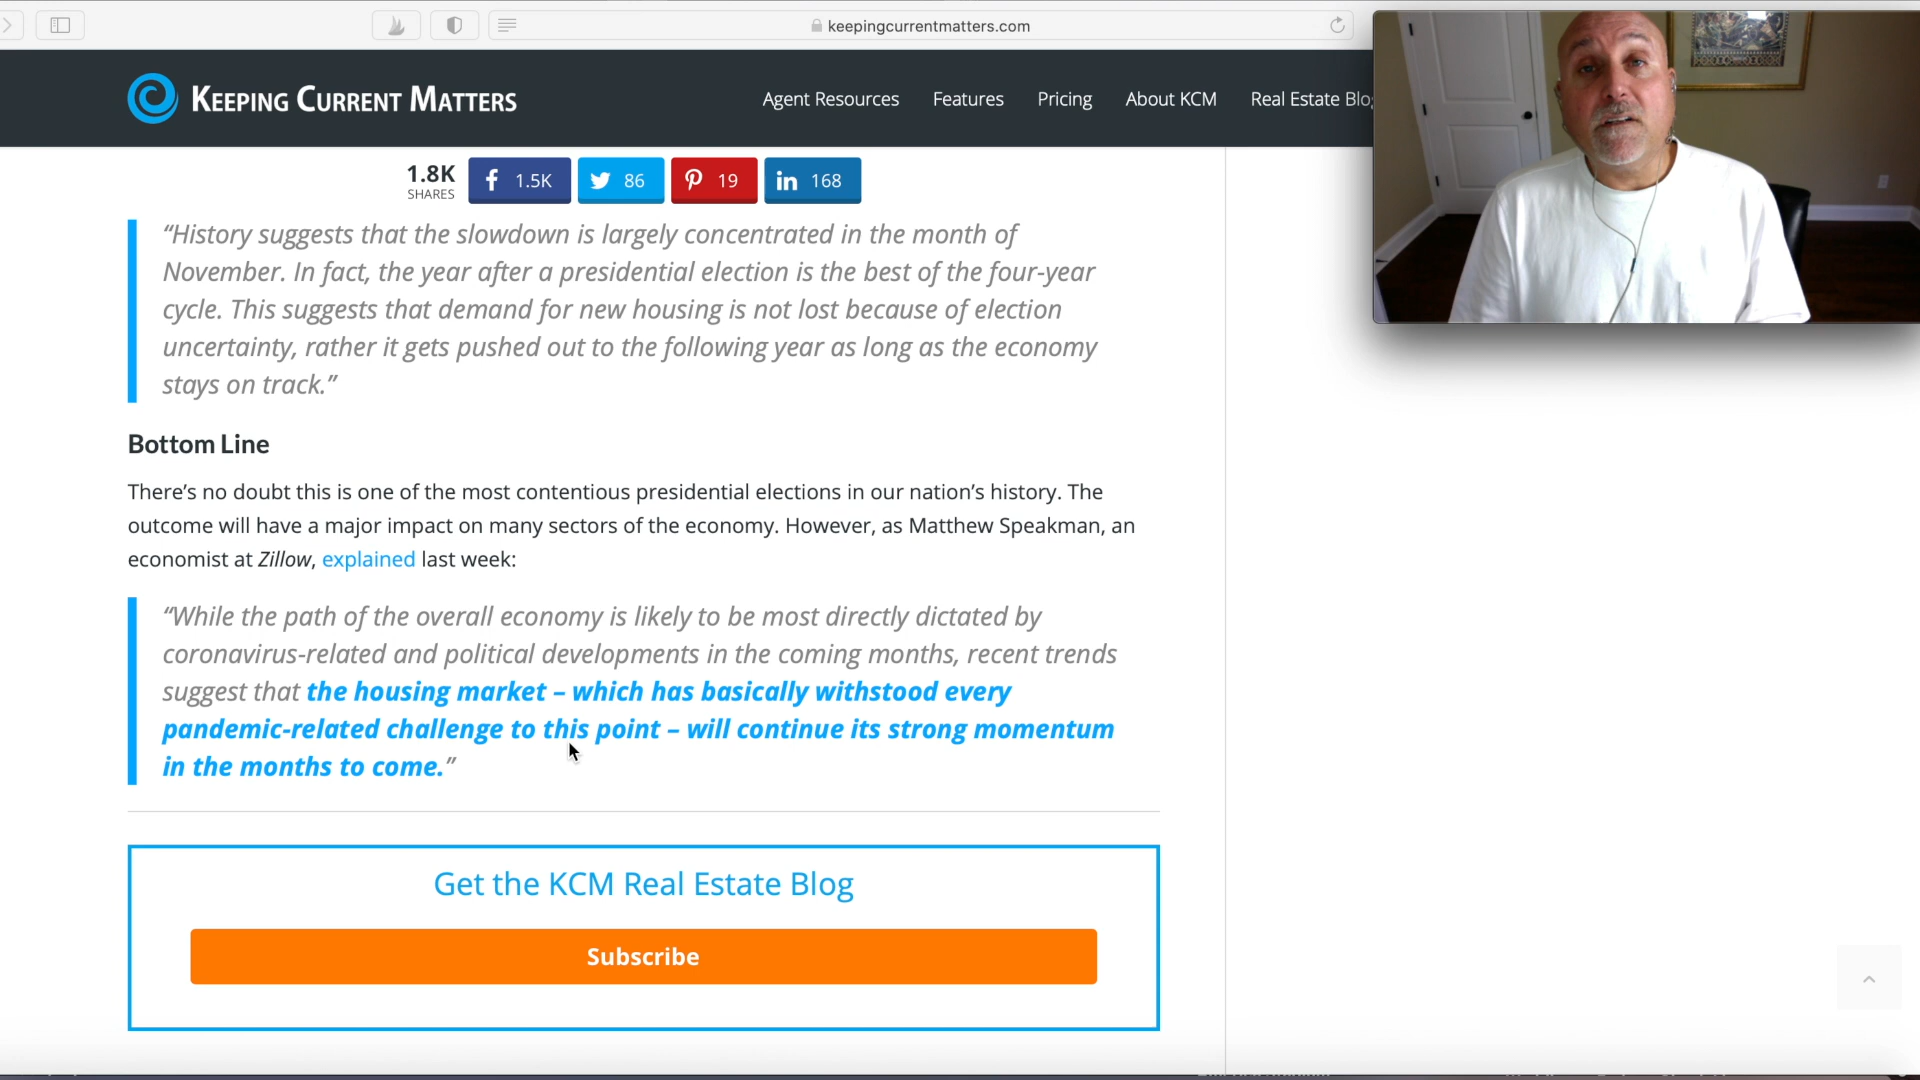 keepingcurrentmatters.com
KEEPING CURRENT MATTERS
Agent Resources Features Pricing About KCM Real Estate Blog
1.8K
SHARES
1.5K 86 19 168
“History suggests that the slowdown is largely concentrated in the month of
November. In fact, the year after a presidential election is the best of the four-year
cycle. This suggests that demand for new housing is not lost because of election
uncertainty, rather it gets pushed out to the following year as long as the economy
stays on track.”
Bottom Line
There’s no doubt this is one of the most contentious presidential elections in our nation’s history. The
outcome will have a major impact on many sectors of the economy. However, as Matthew Speakman, an
economist at Zillow, explained last week:
“While the path of the overall economy is likely to be most directly dictated by
coronavirus-related and political developments in the coming months, recent trends
suggest that the housing market – which has basically withstood every
pandemic-related challenge to this point – will continue its strong momentum
in the months to come.”
Get the KCM Real Estate Blog
Subscribe